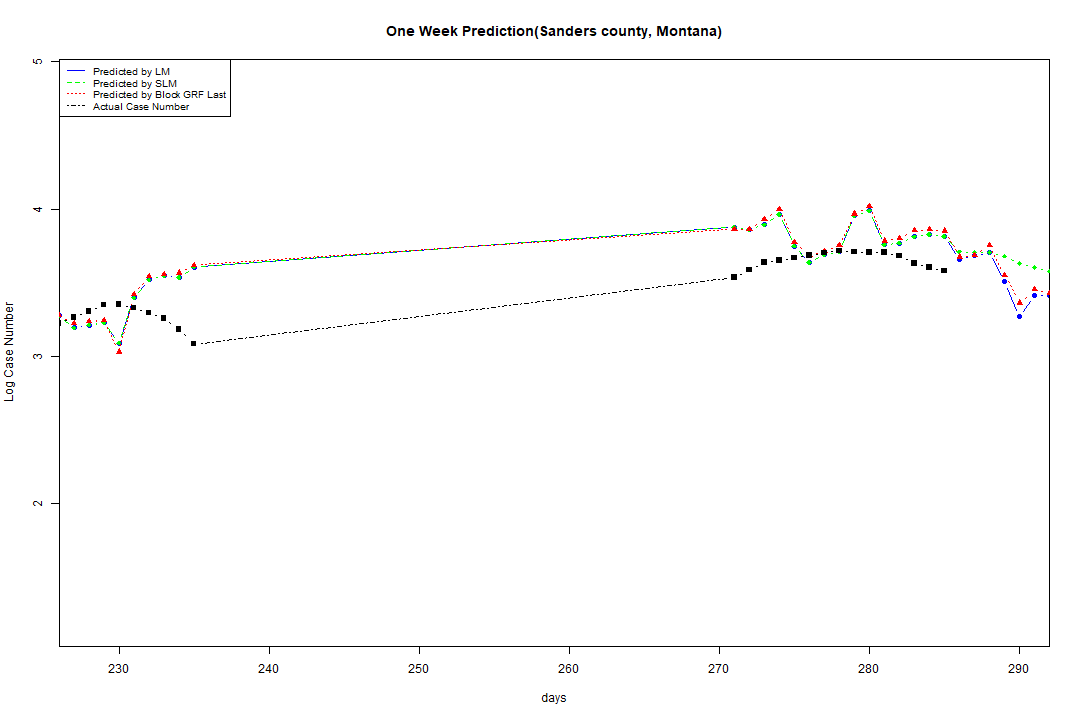 One Week Prediction(Sanders county, Montana)
Predicted by LM
Predicted by SLM
Predicted by Block GRF Last
Actual Case Number
Log Case Number
5
4
3
2
230 240 250 260 270 280 290
days